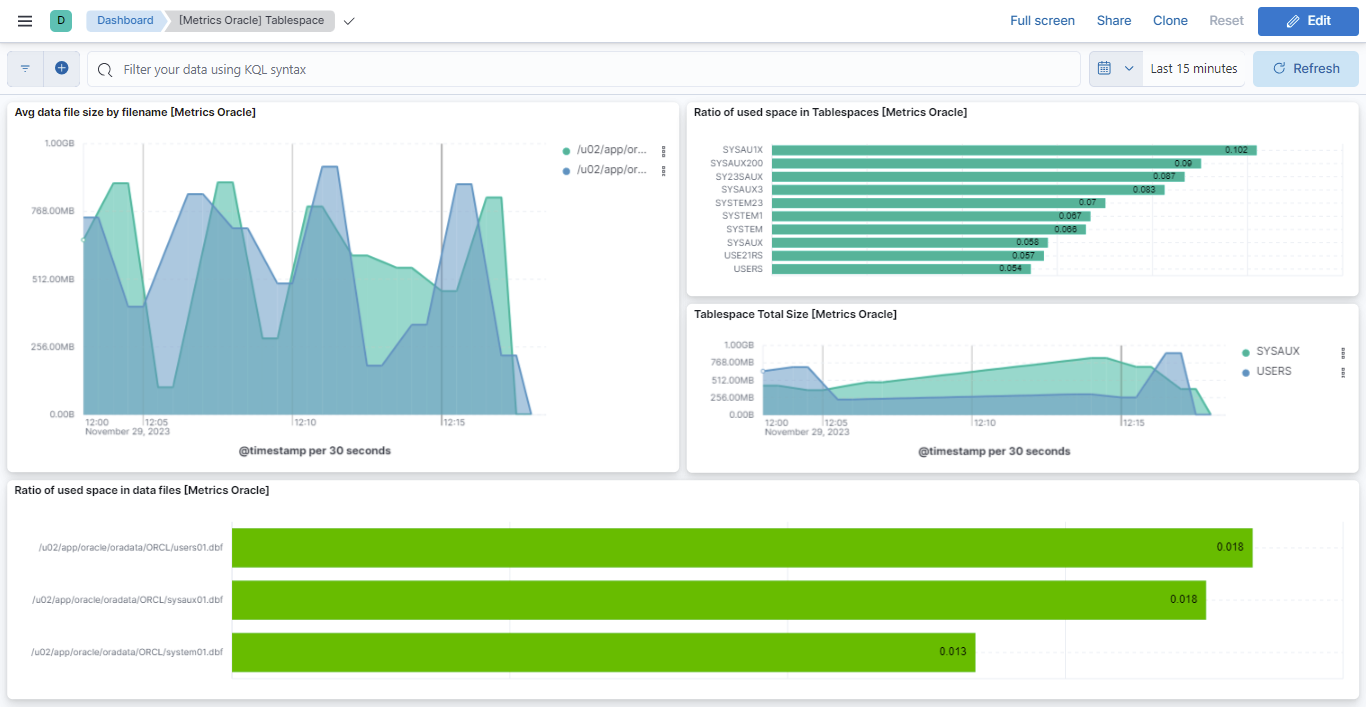 D Dashboard [Metrics Oracle] Tablespace Full screen Share Clone Reset Edit
Filter your data using KQL syntax Last 15 minutes Refresh
Avg data file size by filename [Metrics Oracle]
1.00GB
768.00MB
512.00MB
256.00MB
0.00B
12:00 12:05 12:10 12:15
November 29, 2023
@timestamp per 30 seconds
/u02/app/or...
/u02/app/or...
Ratio of used space in Tablespaces [Metrics Oracle]
SYSAU1X 0.102
SYSAUX200 0.09
SY23SAUX 0.087
SYSAUX3 0.083
SYSTEM23 0.07
SYSTEM1 0.067
SYSTEM 0.066
SYSAUX 0.058
USE21RS 0.057
USERS 0.054
Tablespace Total Size [Metrics Oracle]
1.00GB
768.00MB
512.00MB
256.00MB
0.00B
12:00 12:05 12:10 12:15
November 29, 2023
@timestamp per 30 seconds
SYSAUX
USERS
Ratio of used space in data files [Metrics Oracle]
/u02/app/oracle/oradata/ORCL/users01.dbf 0.018
/u02/app/oracle/oradata/ORCL/sysaux01.dbf 0.018
/u02/app/oracle/oradata/ORCL/system01.dbf 0.013